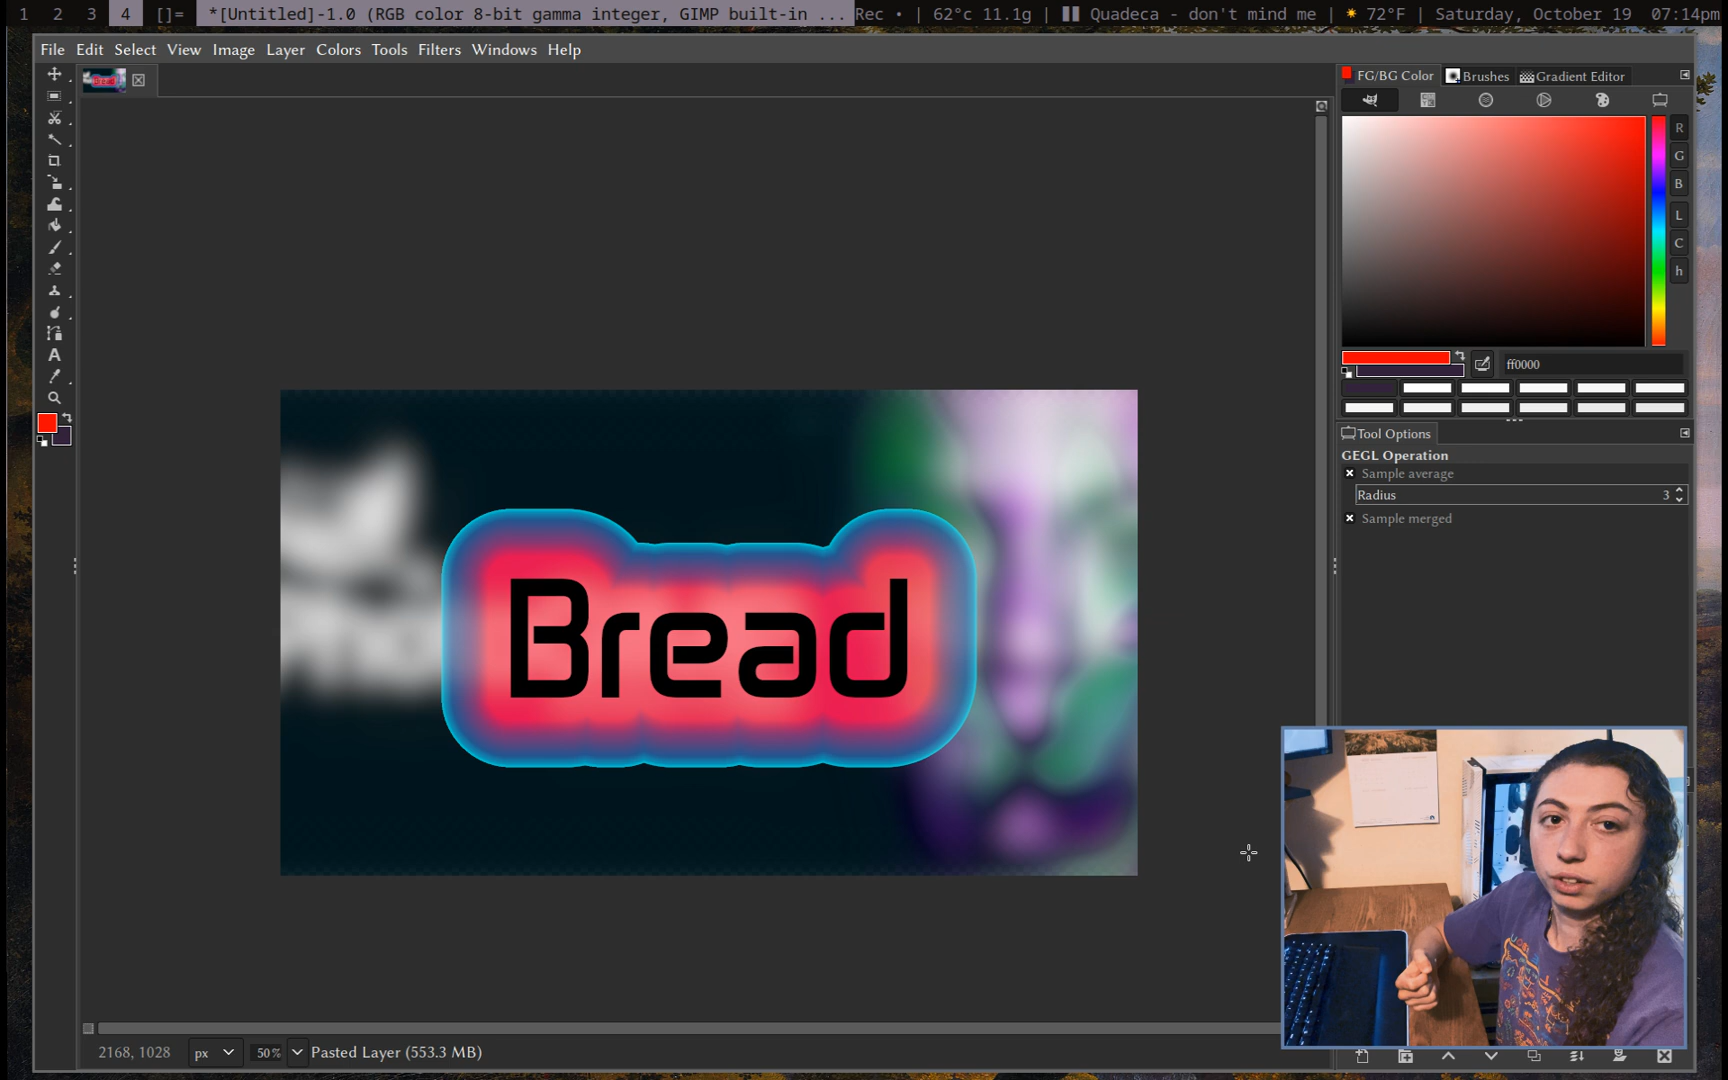 1 2 3 4 []= *[Untitled]-1.0 (RGB color 8-bit gamma integer, GIMP built-in ... Rec • | 62°c 11.1g | Quadeca - don't mind me | 72°F | Saturday, October 19 07:14pm
File Edit Select View Image Layer Colors Tools Filters Windows Help
FG/BG Color Brushes Gradient Editor
R
G
B
L
C
h
ff0000
Tool Options
GEGL Operation
Sample average
Radius 3
Sample merged
Bread
2168, 1028 px 50% Pasted Layer (553.3 MB)